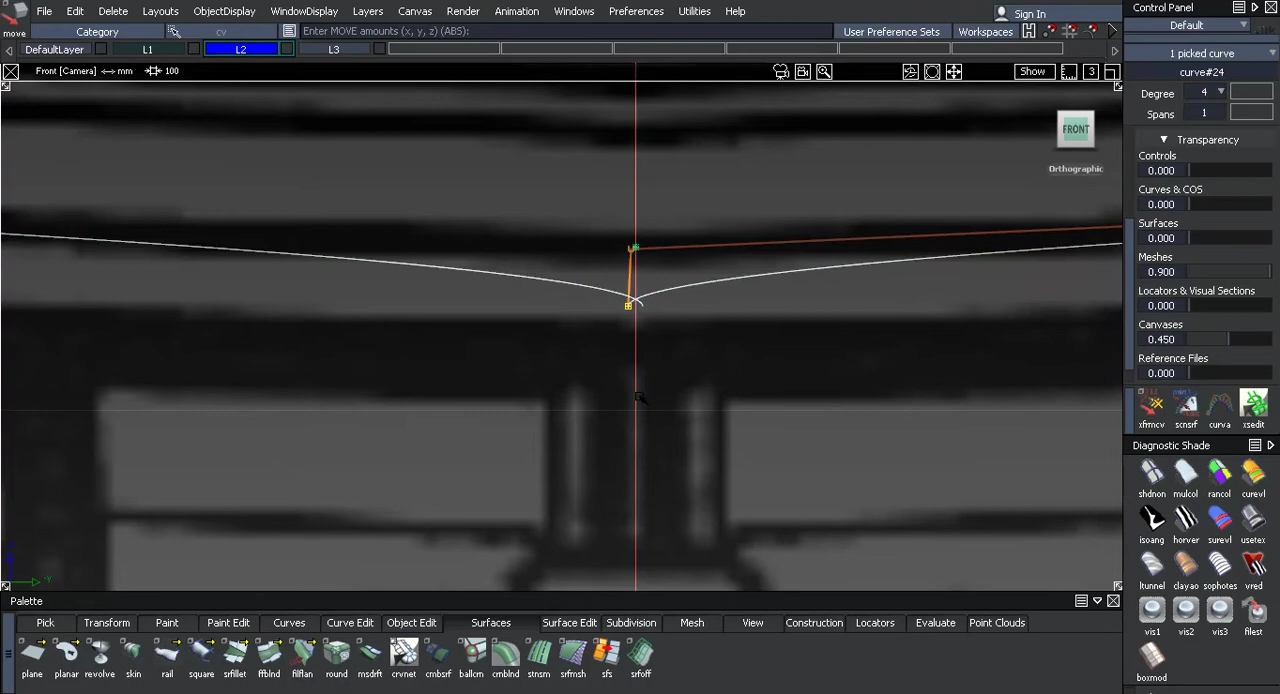 File Edit Delete Layouts ObjectDisplay WindowDisplay Layers Canvas Render Animation Windows Preferences Utilities Help
Sign In
Control Panel
Default
move
Category
cv
Enter MOVE amounts (x, y, z) (ABS):
User Preference Sets
Workspaces
DefaultLayer L1 L2 L3
1 picked curve
Front [Camera] <-> mm 100
Show
3
curve#24
Degree 4
Spans 1
FRONT
Orthographic
Transparency
Controls
0.000
Curves & COS
0.000
Surfaces
0.000
Meshes
0.900
Locators & Visual Sections
0.000
Canvases
0.450
Reference Files
0.000
xfrmcv scnsrf curva xsedit
Diagnostic Shade
shdnon mulcol rancol curevl
isoang horver surevl usetex
ltunnel clayao sophotes vred
vis1 vis2 vis3 filest
boxmod
-Y
Palette
Pick Transform Paint Paint Edit Curves Curve Edit Object Edit Surfaces Surface Edit Subdivision Mesh View Construction Locators Evaluate Point Clouds
plane planar revolve skin rail square srfillet ffblnd filflan round msdrft crvnet cmbsrf ballcrn crnblnd stnsrn srfmsh sfs srfoff